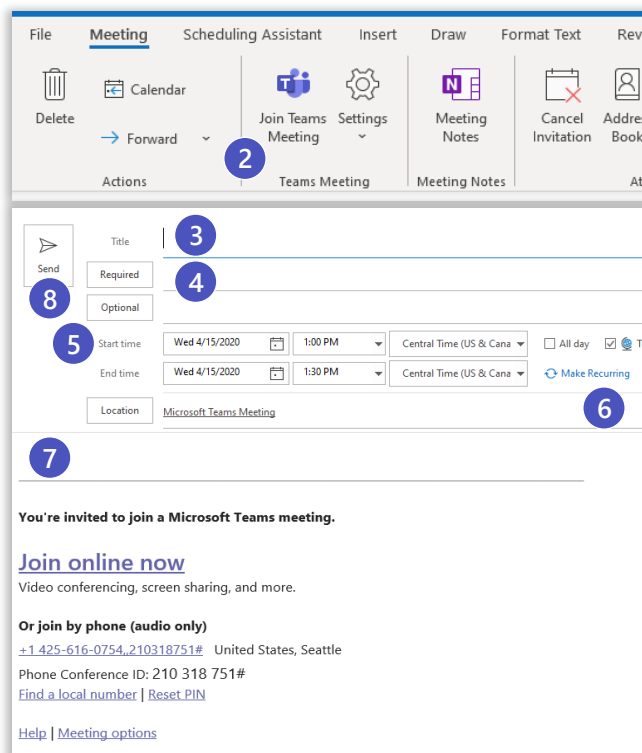 File Meeting Scheduling Assistant Insert Draw Format Text Rev
Delete
Calendar
Forward
Actions
2
Join Teams Meeting
Settings
Teams Meeting
N
Meeting Notes
Meeting Notes
Cancel Invitation
Addre
Book
At
Send
8
Title
3
Required
4
Optional
5
Start time Wed 4/15/2020 1:00 PM Central Time (US & Cana All day T
End time Wed 4/15/2020 1:30 PM Central Time (US & Cana Make Recurring
6
Location Microsoft Teams Meeting
7
You're invited to join a Microsoft Teams meeting.
Join online now
Video conferencing, screen sharing, and more.
Or join by phone (audio only)
+1 425-616-0754,,210318751# United States, Seattle
Phone Conference ID: 210 318 751#
Find a local number | Reset PIN
Help | Meeting options